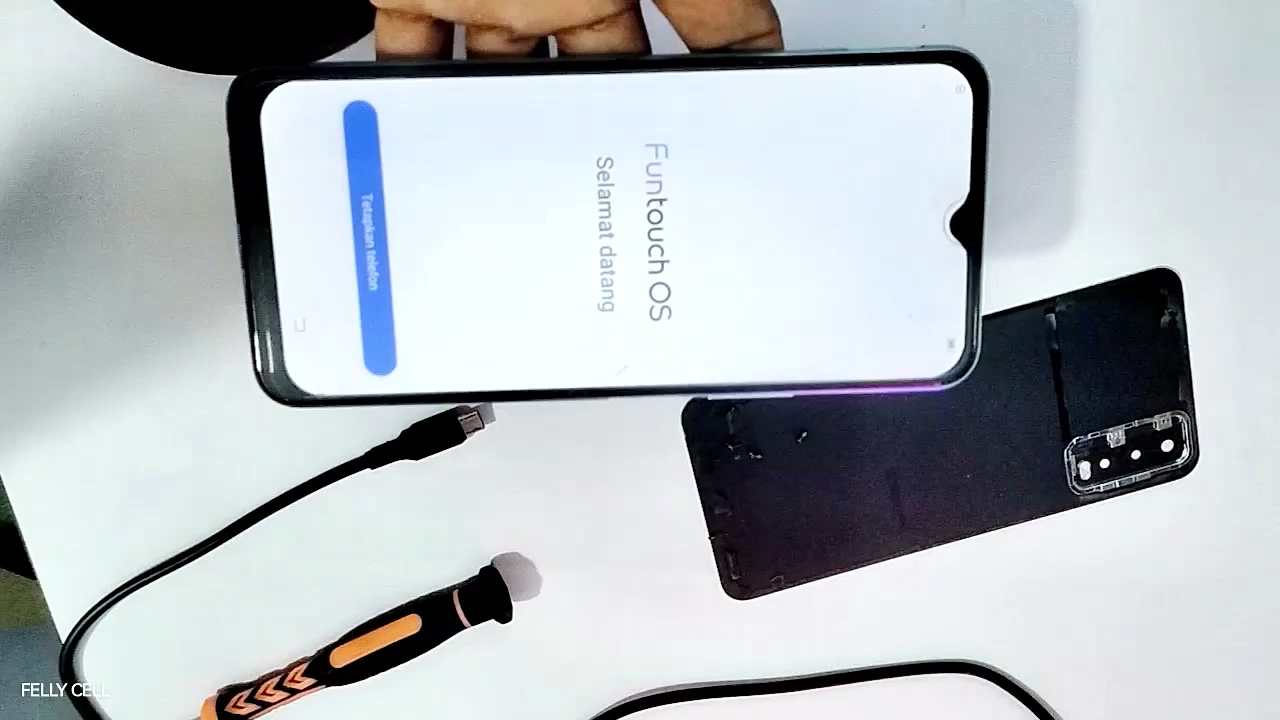 Funtouch OS
Selamat datang
Tetapkan telefon
FELLY CELL